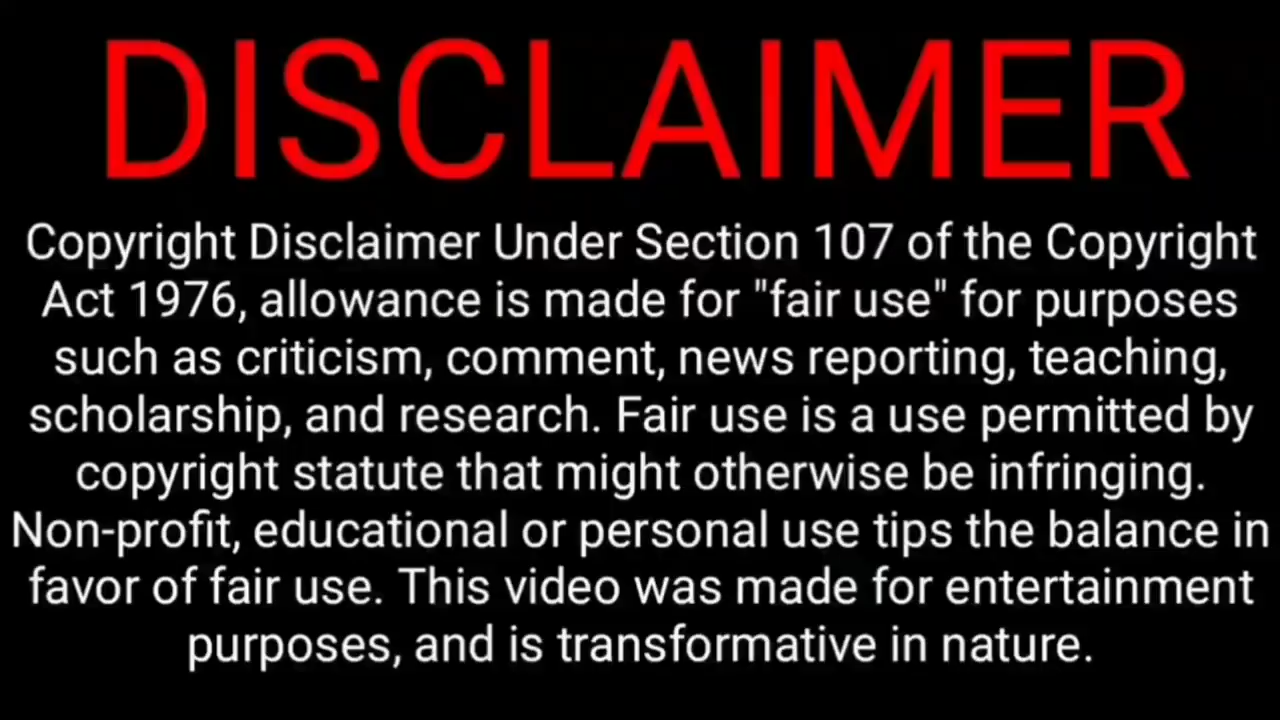 DISCLAIMER
Copyright Disclaimer Under Section 107 of the Copyright
Act 1976, allowance is made for "fair use" for purposes
such as criticism, comment, news reporting, teaching,
scholarship, and research. Fair use is a use permitted by
copyright statute that might otherwise be infringing.
Non-profit, educational or personal use tips the balance in
favor of fair use. This video was made for entertainment
purposes, and is transformative in nature.